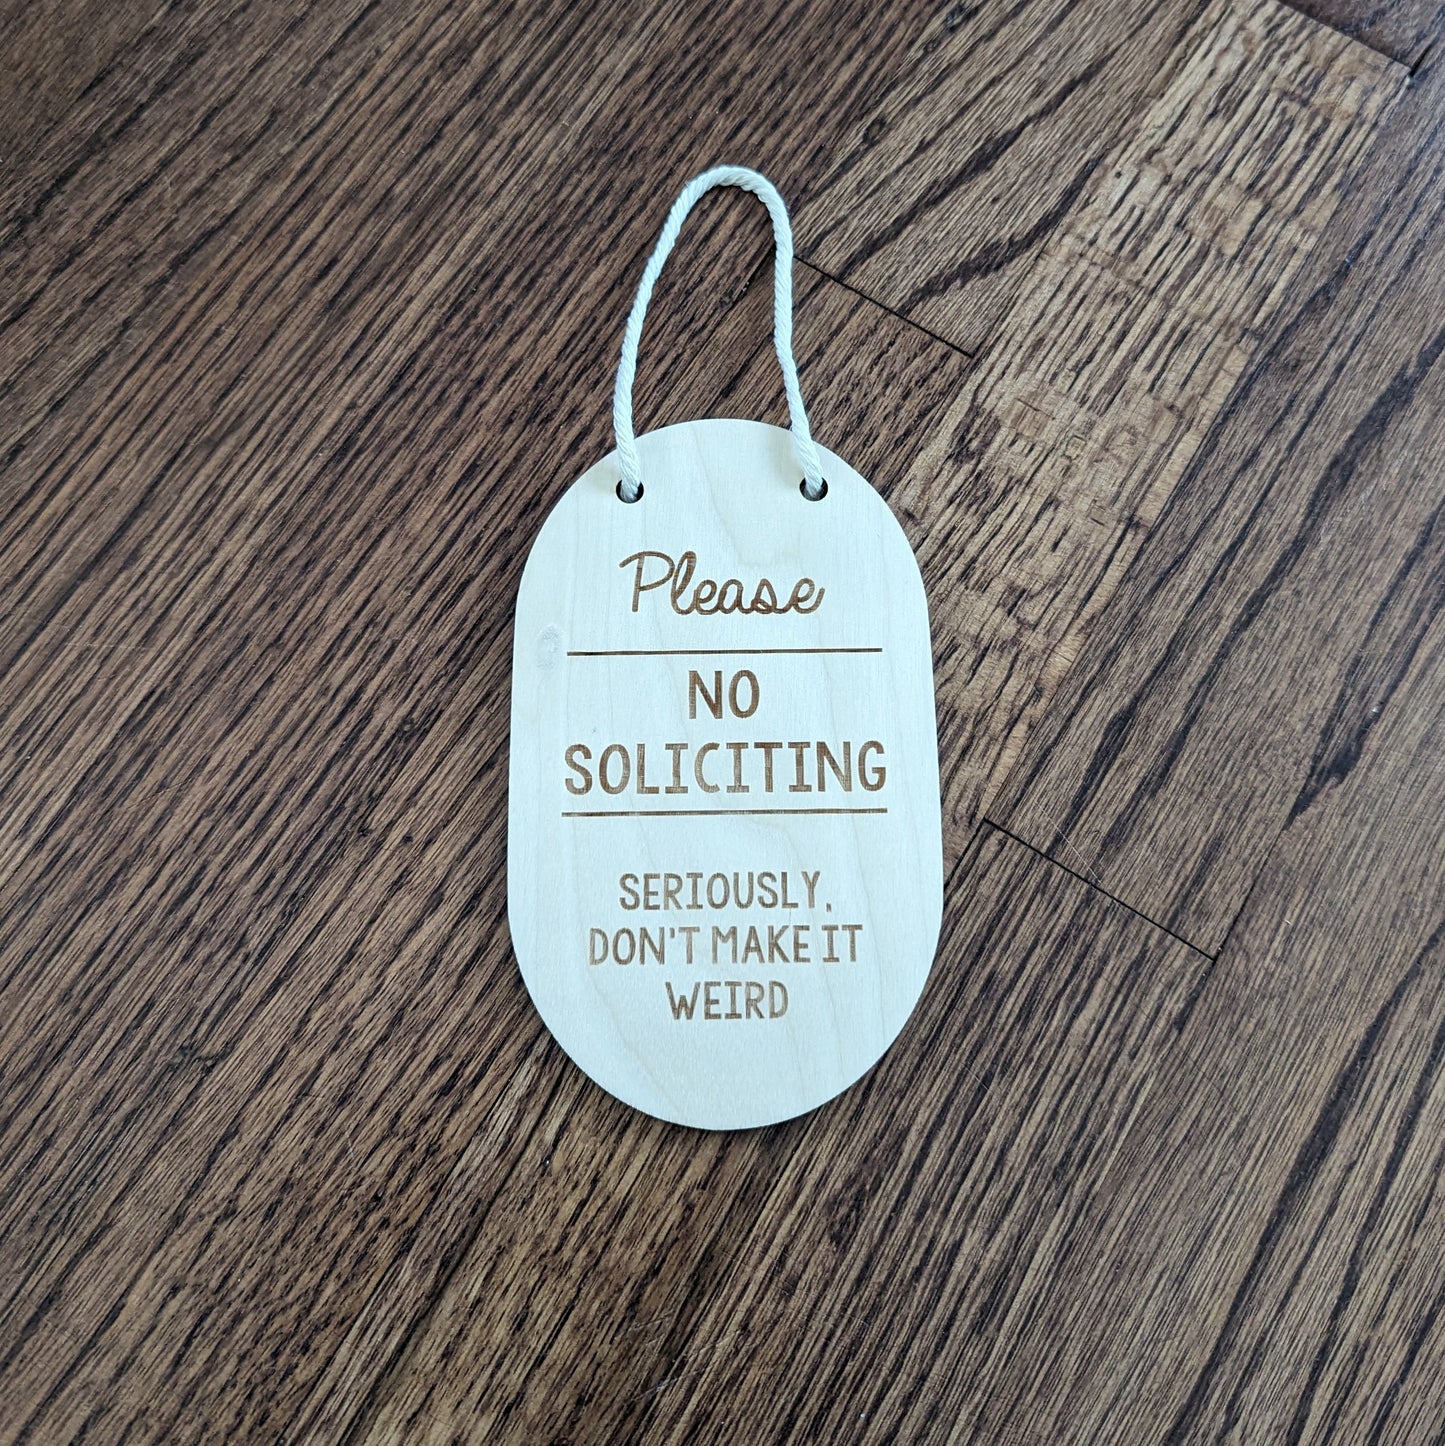 Please
NO
SOLICITING
SERIOUSLY,
DON'T MAKE IT
WEIRD